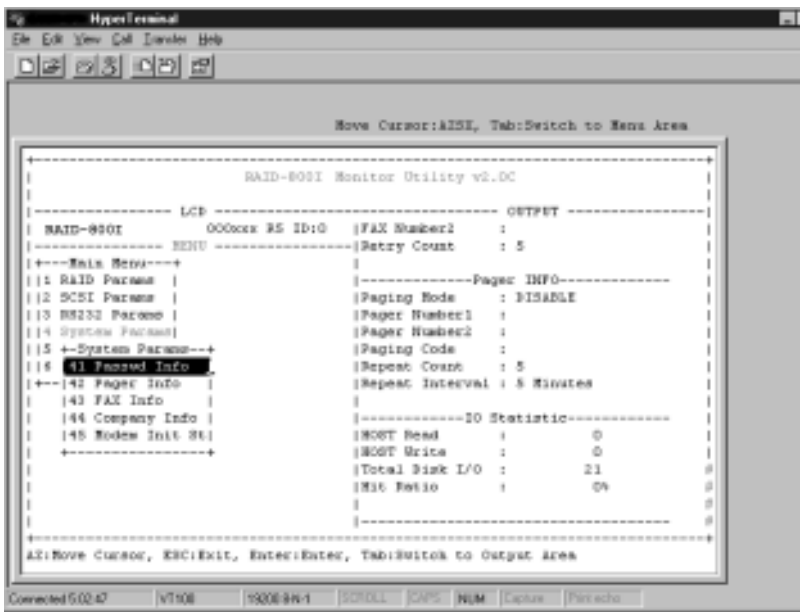 HyperTerminal
File Edit View Call Transfer Help
Move Cursor:AZSX, Tab:Switch to Menu Area
RAID-800I Monitor Utility v2.0C
LCD
OUTPUT
RAID-800I 000xxx RS ID:0
FAX Number2 :
MENU
Retry Count : 5
Main Menu
1 RAID Params
Pager INFO
2 SCSI Params
Paging Mode : DISABLE
3 RS232 Params
Pager Number1 :
4 System Params
Pager Number2 :
5 System Params
Paging Code :
6 41 Passwd Info
Repeat Count : 5
42 Pager Info
Repeat Interval : 5 Minutes
43 FAX Info
44 Company Info
IO Statistic
45 Modem Init St
HOST Read : 0
HOST Write : 0
Total Disk I/O : 21
Hit Ratio : 0%
AZ:Move Cursor, ESC:Exit, Enter:Enter, Tab:Switch to Output Area
Connected 5:02:47 VT100 19200 8-N-1 SCROLL CAPS NUM Capture Print echo